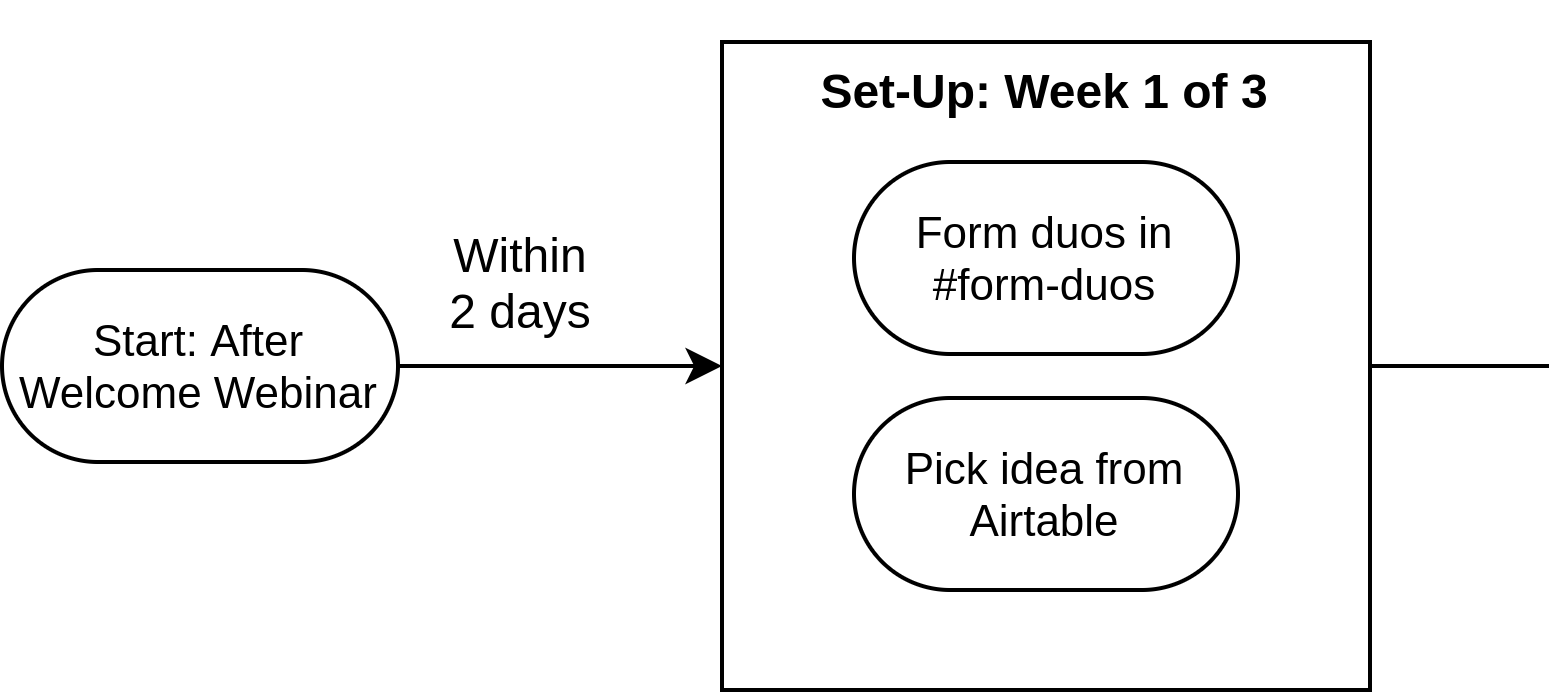 Set-Up: Week 1 of 3
Form duos in
#form-duos
Within
2 days
Start: After
Welcome Webinar
Pick idea from
Airtable